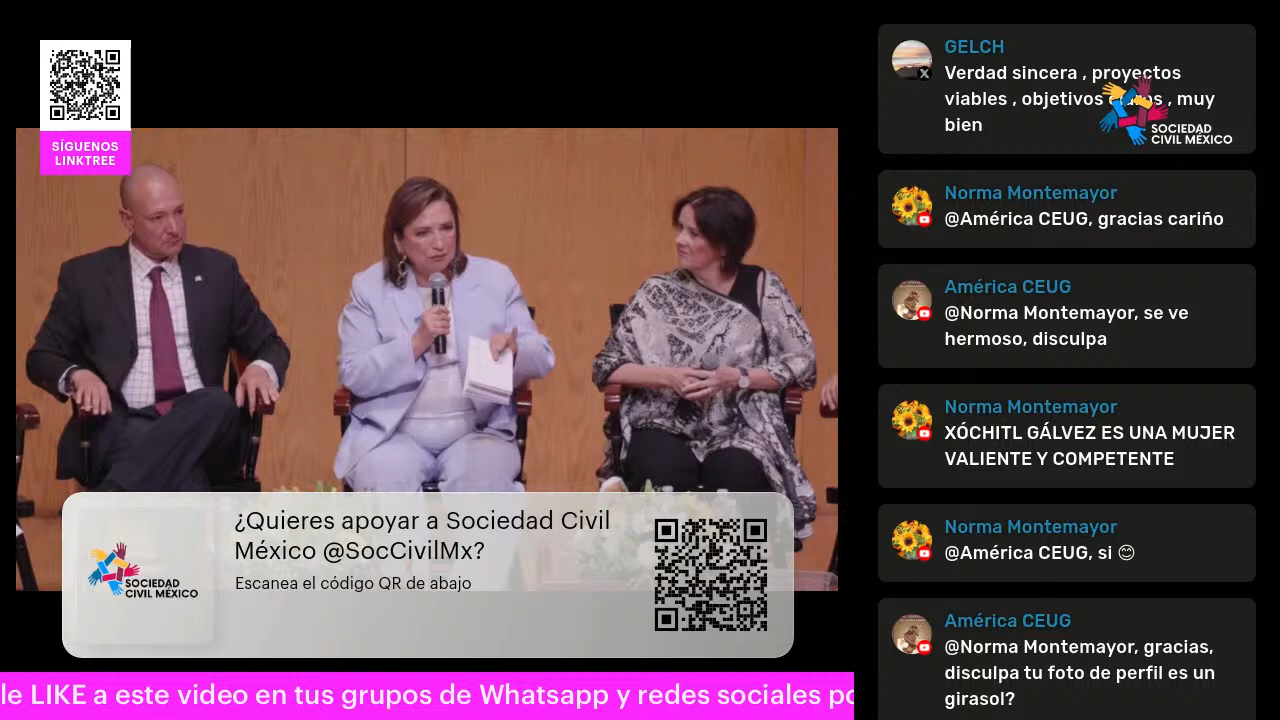 SÍGUENOS
LINKTREE
¿Quieres apoyar a Sociedad Civil
México @SocCivilMx?
Escanea el código QR de abajo
SOCIEDAD
CIVIL MÉXICO
le LIKE a este video en tus grupos de Whatsapp y redes sociales
GELCH
Verdad sincera , proyectos
viables , objetivos , muy
bien
SOCIEDAD
CIVIL MÉXICO
Norma Montemayor
@América CEUG, gracias cariño
América CEUG
@Norma Montemayor, se ve
hermoso, disculpa
Norma Montemayor
XÓCHITL GÁLVEZ ES UNA MUJER
VALIENTE Y COMPETENTE
Norma Montemayor
@América CEUG, si 😊
América CEUG
@Norma Montemayor, gracias,
disculpa tu foto de perfil es un
girasol?